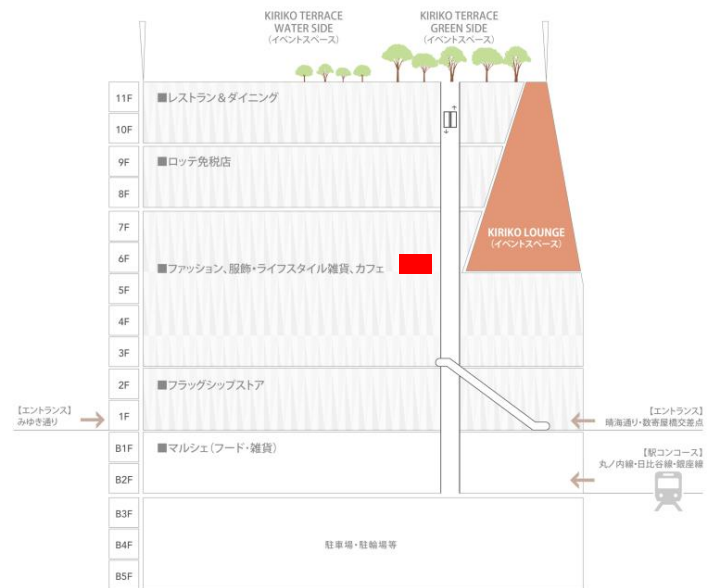 KIRIKO TERRACE
WATER SIDE
(イベントスペース)
KIRIKO TERRACE
GREEN SIDE
(イベントスペース)
11F
■レストラン&ダイニング
10F
9F
■ロッテ免税店
8F
7F
KIRIKO LOUNGE
(イベントスペース)
6F
■ファッション、服飾・ライフスタイル雑貨、カフェ
5F
4F
3F
2F
■フラッグシップストア
【エントランス】
みゆき通り
1F
【エントランス】
晴海通り・数寄屋橋交差点
B1F
■マルシェ(フード・雑貨)
【駅コンコース】
丸ノ内線・日比谷線・銀座線
B2F
B3F
B4F
駐車場・駐輪場等
B5F